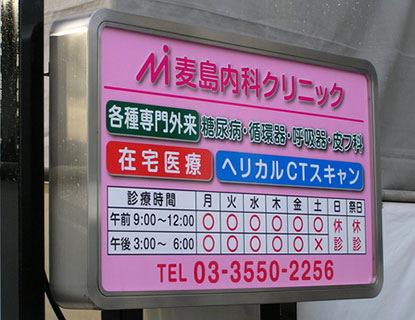 麦島内科クリニック
各種専門外来 糖尿病・循環器・呼吸器・皮フ科
在宅医療 ヘリカルCTスキャン
診療時間 月 火 水 木 金 土 日 祭日
午前 9:00~12:00 ○ ○ ○ ○ ○ ○ 休 休
午後 3:00~ 6:00 ○ ○ ○ ○ ○ × 診 診
TEL 03-3550-2256